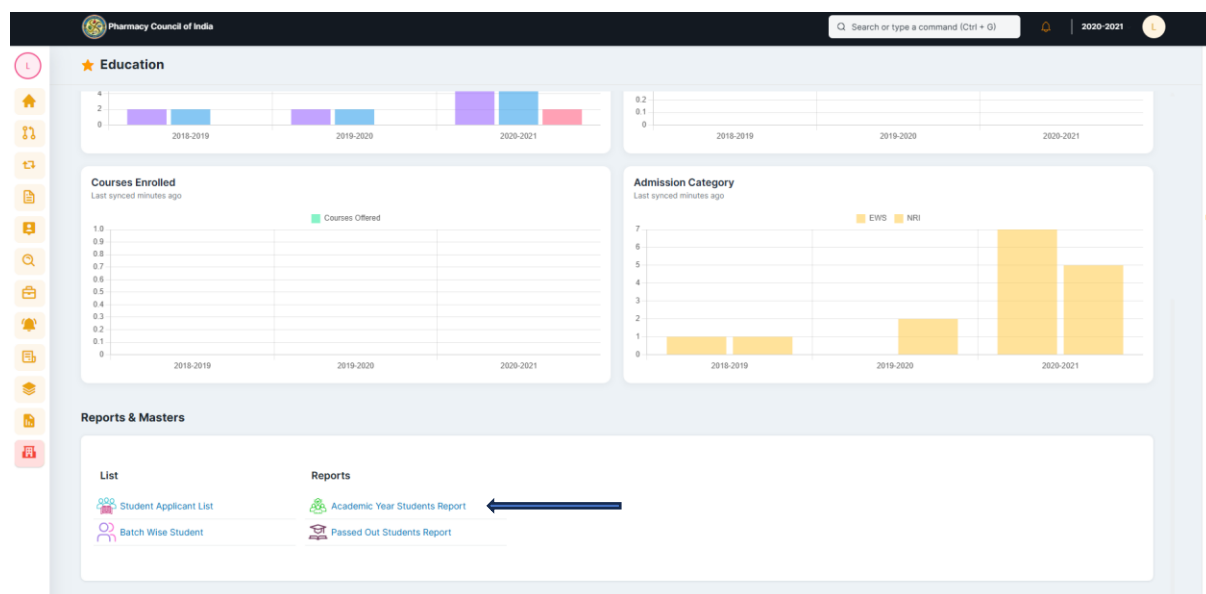 Pharmacy Council of India
Search or type a command (Ctrl + G)
2020-2021
L
L
Education
4
2
0
2018-2019 2019-2020 2020-2021
0.2
0.1
0
2018-2019 2019-2020 2020-2021
Courses Enrolled
Last synced minutes ago
Courses Offered
1.0
0.9
0.8
0.7
0.6
0.5
0.4
0.3
0.2
0.1
0
2018-2019 2019-2020 2020-2021
Admission Category
Last synced minutes ago
EWS NRI
7
6
5
4
3
2
1
0
2018-2019 2019-2020 2020-2021
Reports & Masters
List Reports
Student Applicant List Academic Year Students Report
Batch Wise Student Passed Out Students Report